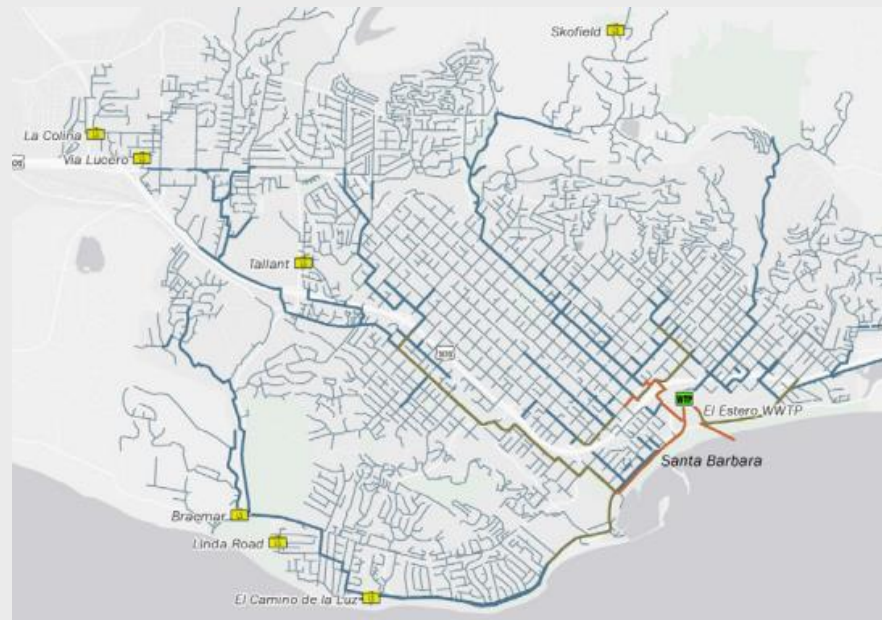 Skofield
La Colina
Via Lucero
Tallant
WTP
El Estero WWTP
Santa Barbara
Braemar
Linda Road
El Camino de la Luz